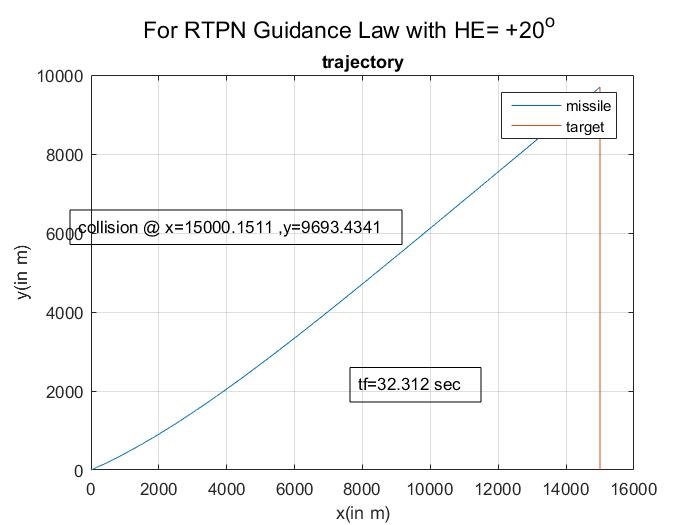 For RTPN Guidance Law with HE= +20^o
trajectory
10000
missile
target
8000
collision @ x=15000.1511 ,y=9693.4341
6000
y(in m)
4000
tf=32.312 sec
2000
0
0 2000 4000 6000 8000 10000 12000 14000 16000
x(in m)